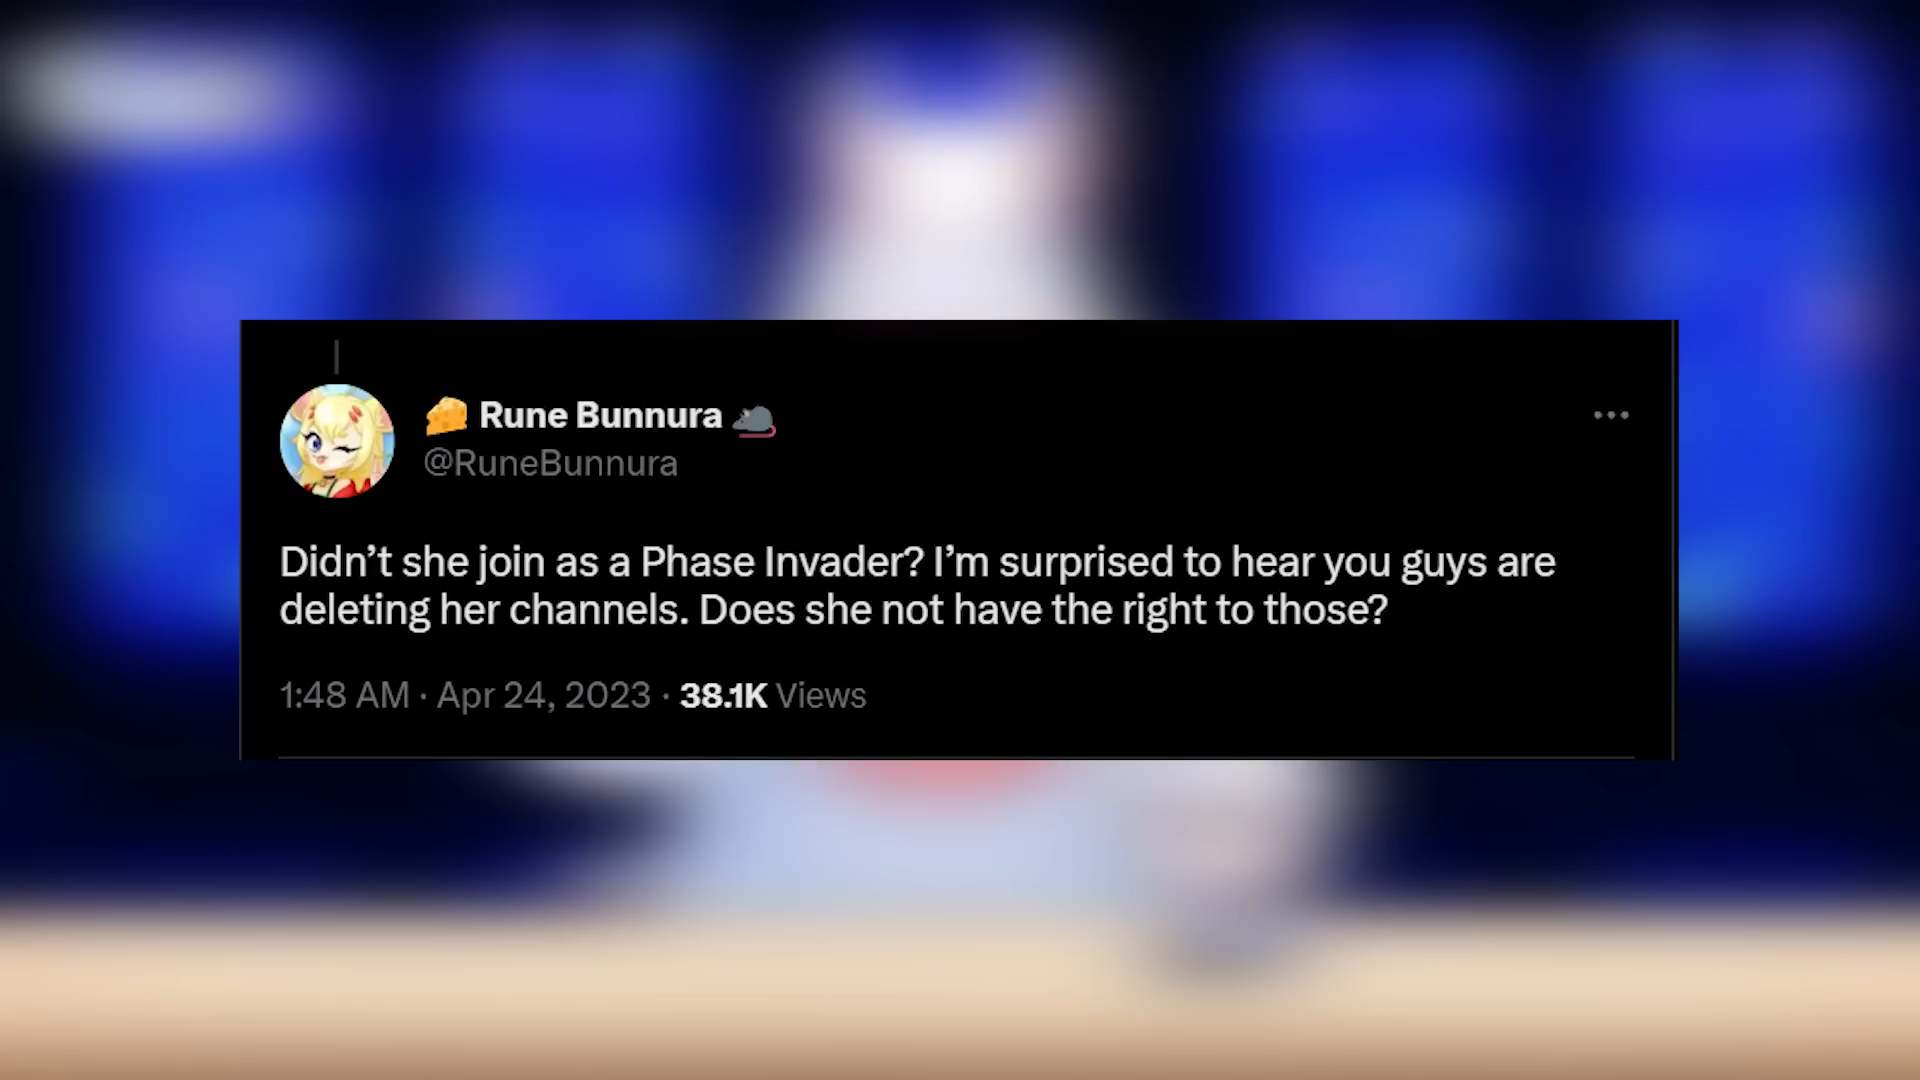 🧀 Rune Bunnura 🐀
@RuneBunnura
Didn’t she join as a Phase Invader? I’m surprised to hear you guys are
deleting her channels. Does she not have the right to those?
1:48 AM · Apr 24, 2023 · 38.1K Views